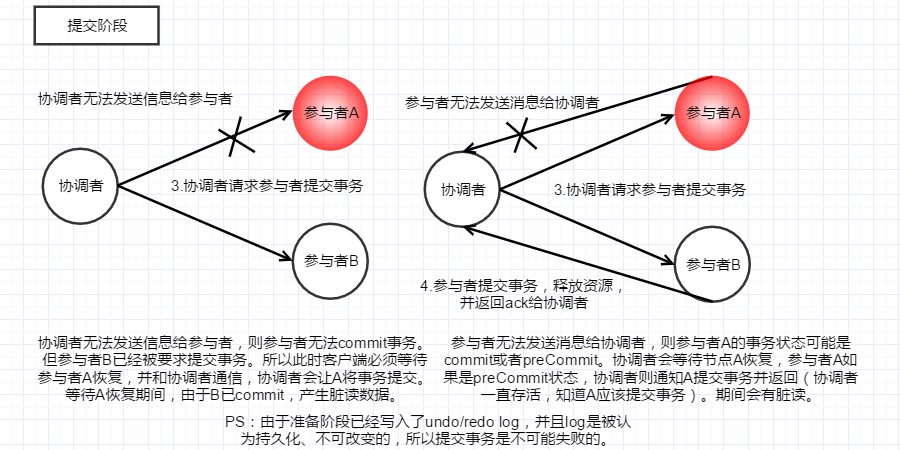 提交阶段
协调者无法发送信息给参与者
参与者A
协调者
3.协调者请求参与者提交事务
参与者B
参与者无法发送消息给协调者
参与者A
协调者
3.协调者请求参与者提交事务
参与者B
4.参与者提交事务，释放资源，
并返回ack给协调者
协调者无法发送信息给参与者，则参与者无法commit事务。
但参与者B已经被要求提交事务。所以此时客户端必须等待
参与者A恢复，并和协调者通信，协调者会让A将事务提交。
等待A恢复期间，由于B已commit，产生脏读数据。
参与者无法发送消息给协调者，则参与者A的事务状态可能是
commit或者preCommit。协调者会等待节点A恢复，参与者A如
果是preCommit状态，协调者则通知A提交事务并返回（协调者
一直存活，知道A应该提交事务）。期间会有脏读。
PS：由于准备阶段已经写入了undo/redo log，并且log是被认
为持久化、不可改变的，所以提交事务是不可能失败的。